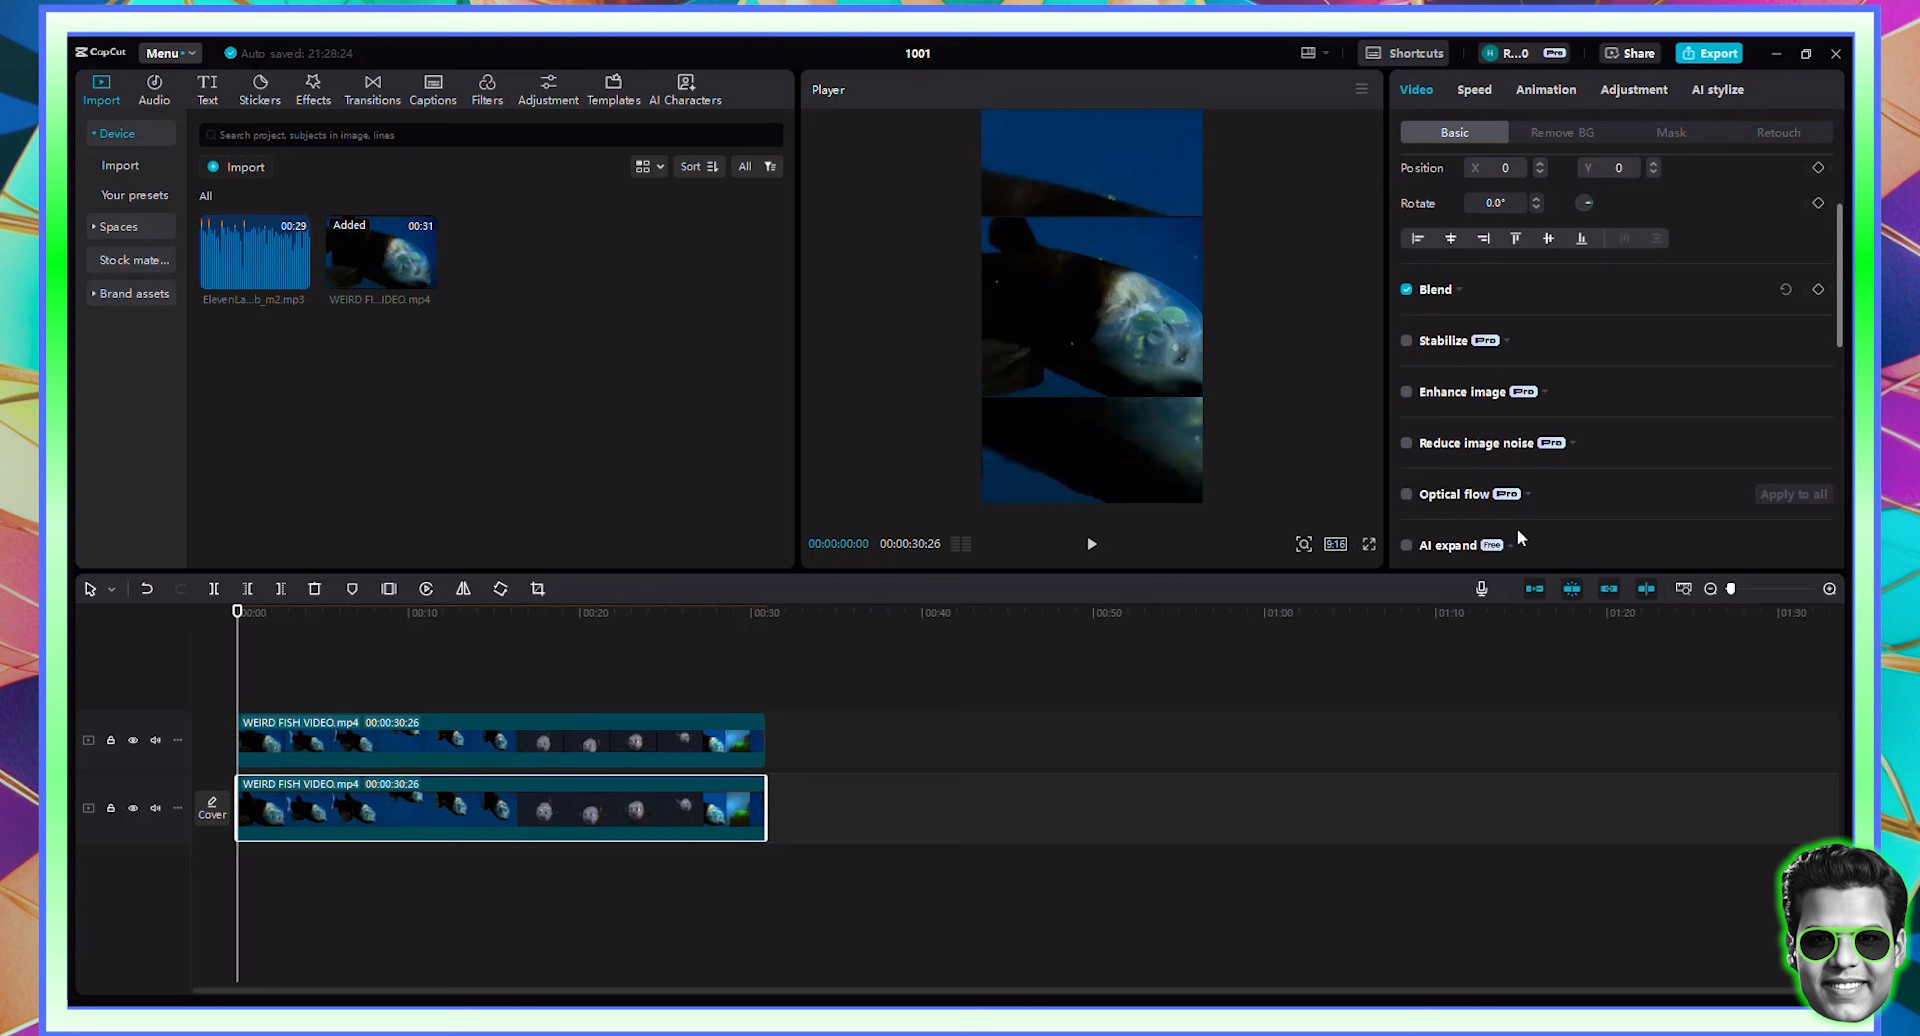 CapCut
Menu
Auto saved: 21:28:24
1001
Shortcuts
R...0
Pro
Share
Export
Import
Audio
Text
Stickers
Effects
Transitions
Captions
Filters
Adjustment
Templates
AI Characters
Device
Import
Your presets
Spaces
Stock mate...
Brand assets
Search project, subjects in image, lines
Import
Sort
All
All
00:29
ElevenLa...b_m2.mp3
Added
00:31
WEIRD FI...IDEO.mp4
Player
00:00:00:00
00:00:30:26
9:16
Video
Speed
Animation
Adjustment
AI stylize
Basic
Remove BG
Mask
Retouch
Position
X 0
Y 0
Rotate
0.0°
Blend
Stabilize Pro
Enhance image Pro
Reduce image noise Pro
Optical flow Pro
Apply to all
AI expand Free
00:00
00:10
00:20
00:30
00:40
00:50
01:00
01:10
01:20
01:30
WEIRD FISH VIDEO.mp4 00:00:30:26
WEIRD FISH VIDEO.mp4 00:00:30:26
Cover